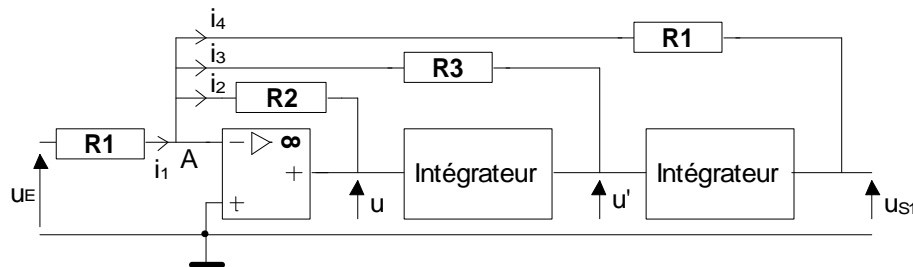 i4
R1
i3
R3
i2
R2
R1
i1
A
−
∞
+
+
Intégrateur
Intégrateur
uE
u
u'
uS1